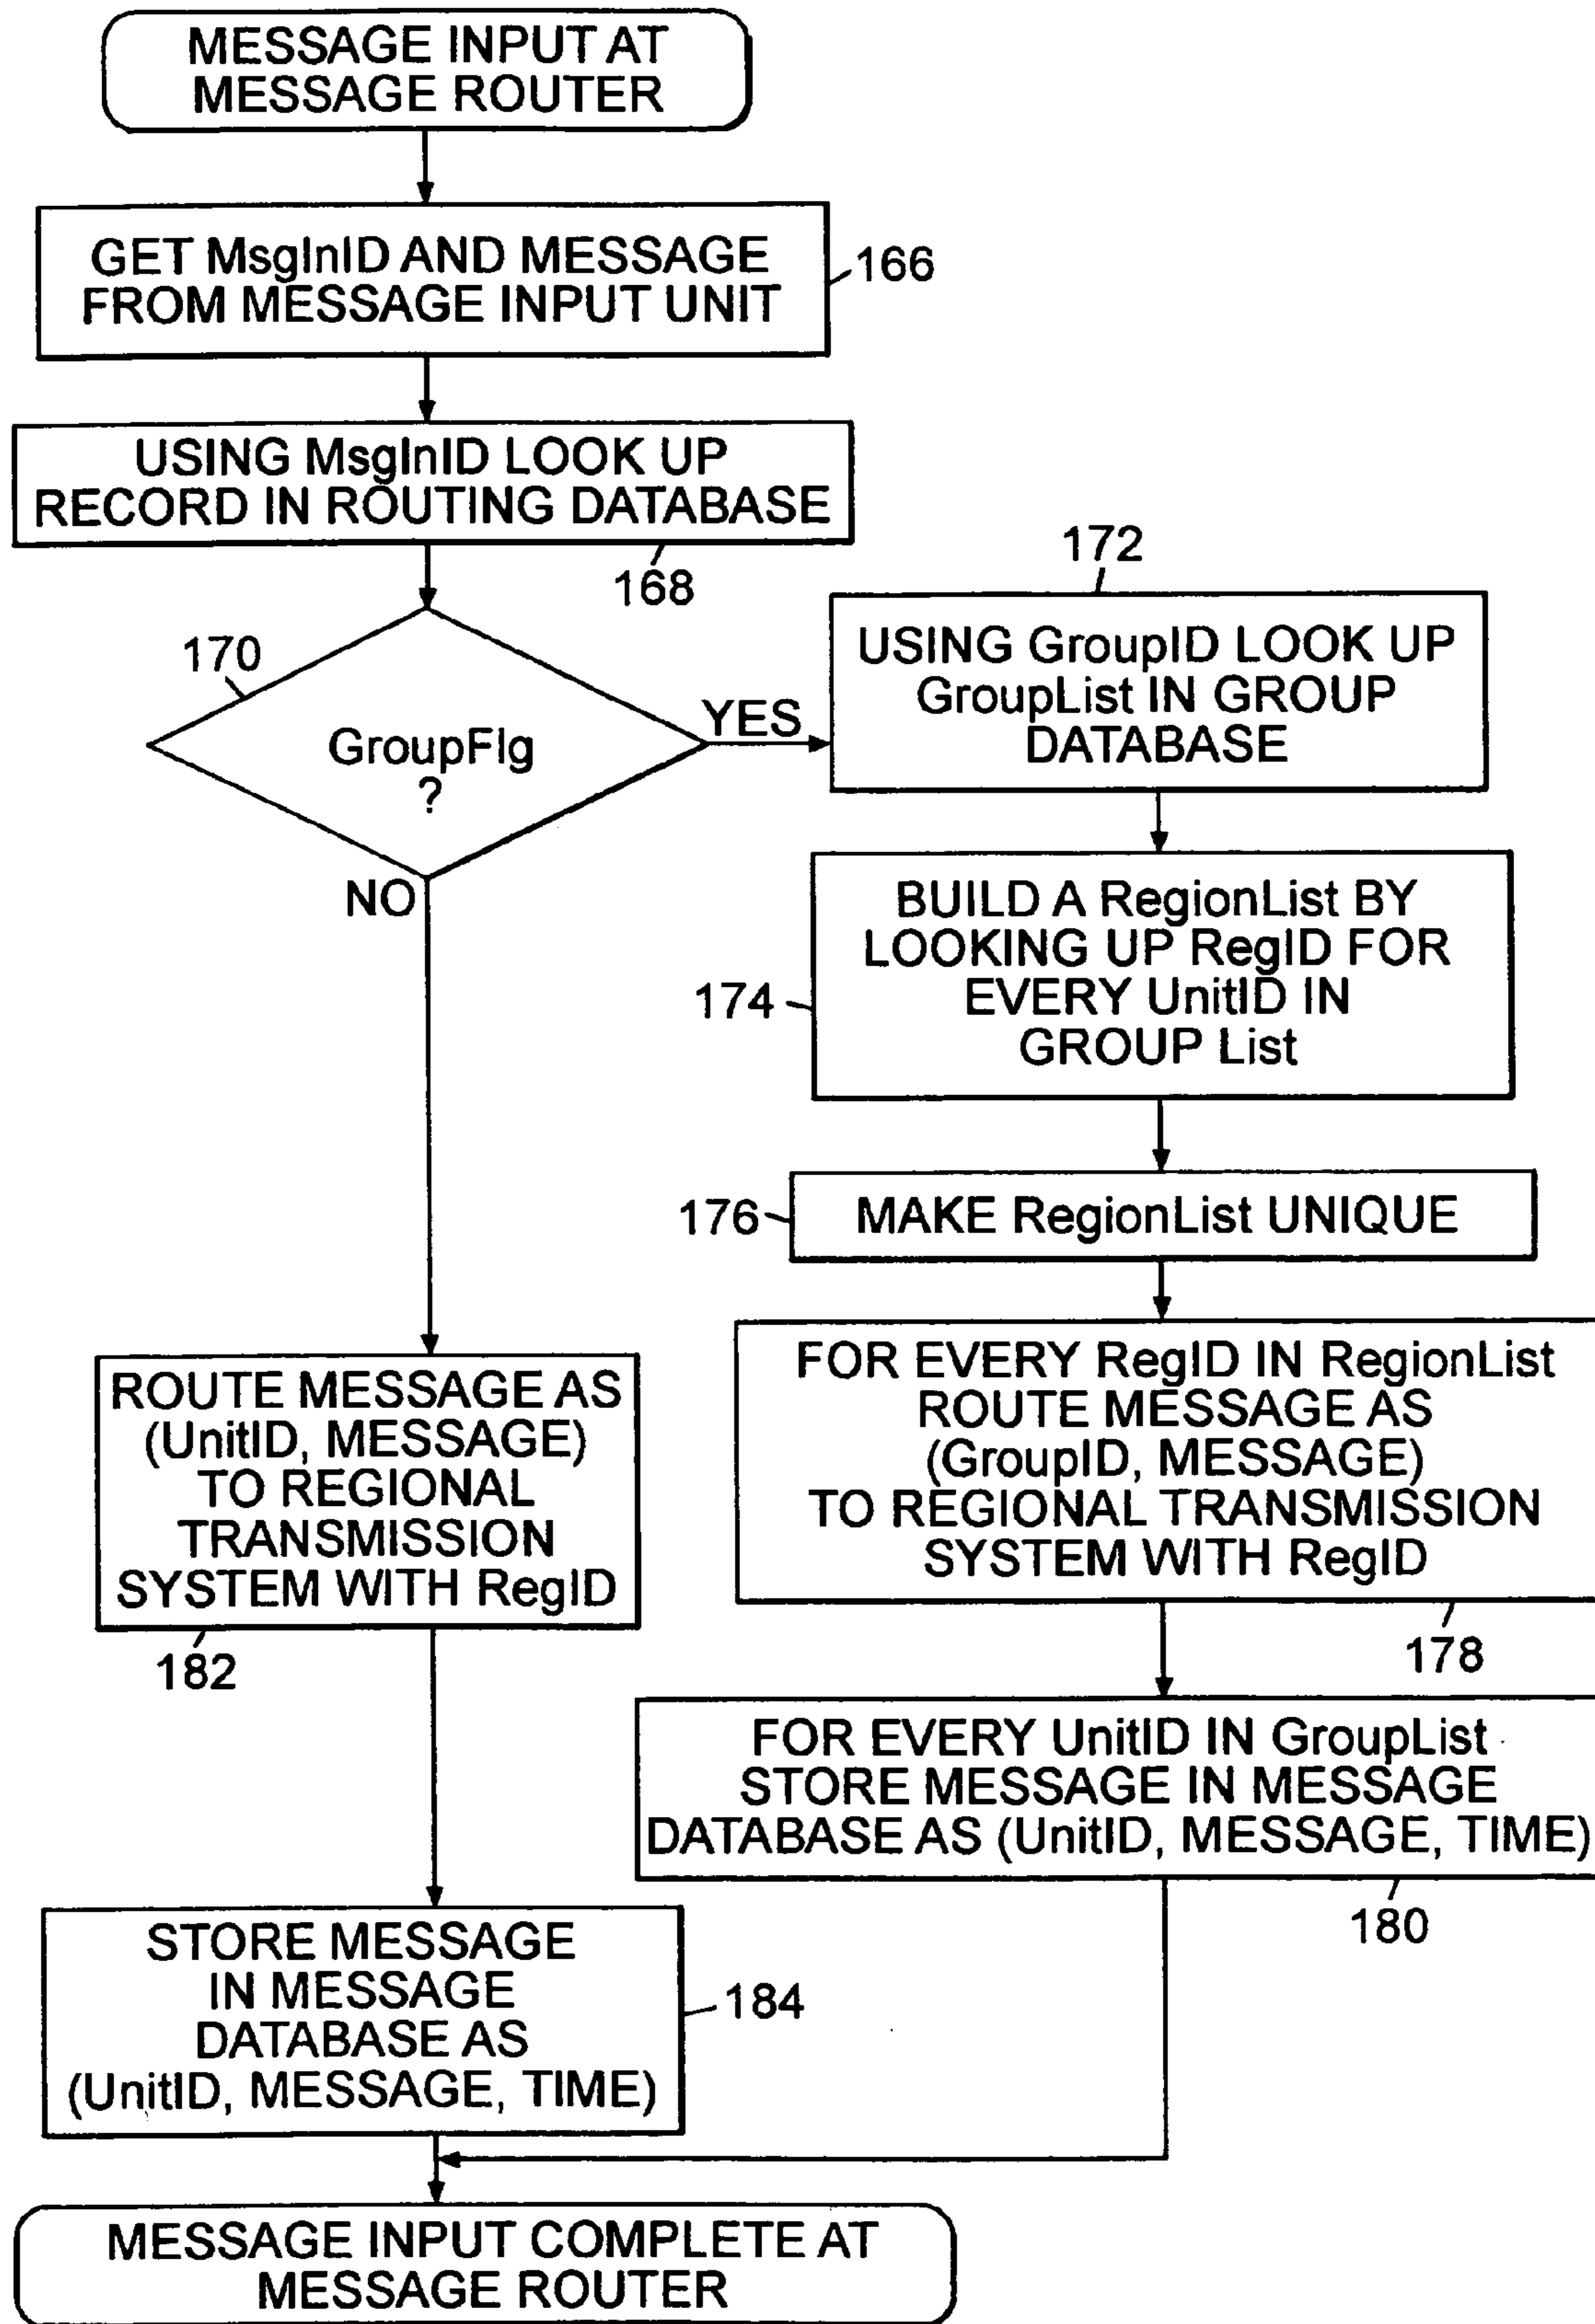 MESSAGE INPUT AT
MESSAGE ROUTER
GET MsgInID AND MESSAGE
FROM MESSAGE INPUT UNIT
166
USING MsgInID LOOK UP
RECORD IN ROUTING DATABASE
168
170
GroupFlg
?
YES
NO
172
USING GroupID LOOK UP
GroupList IN GROUP
DATABASE
BUILD A RegionList BY
LOOKING UP RegID FOR
EVERY UnitID IN
GROUP List
174
176
MAKE RegionList UNIQUE
FOR EVERY RegID IN RegionList
ROUTE MESSAGE AS
(GroupID, MESSAGE)
TO REGIONAL TRANSMISSION
SYSTEM WITH RegID
178
ROUTE MESSAGE AS
(UnitID, MESSAGE)
TO REGIONAL
TRANSMISSION
SYSTEM WITH RegID
182
FOR EVERY UnitID IN GroupList
STORE MESSAGE IN MESSAGE
DATABASE AS (UnitID, MESSAGE, TIME)
180
STORE MESSAGE
IN MESSAGE
DATABASE AS
(UnitID, MESSAGE, TIME)
184
MESSAGE INPUT COMPLETE AT
MESSAGE ROUTER